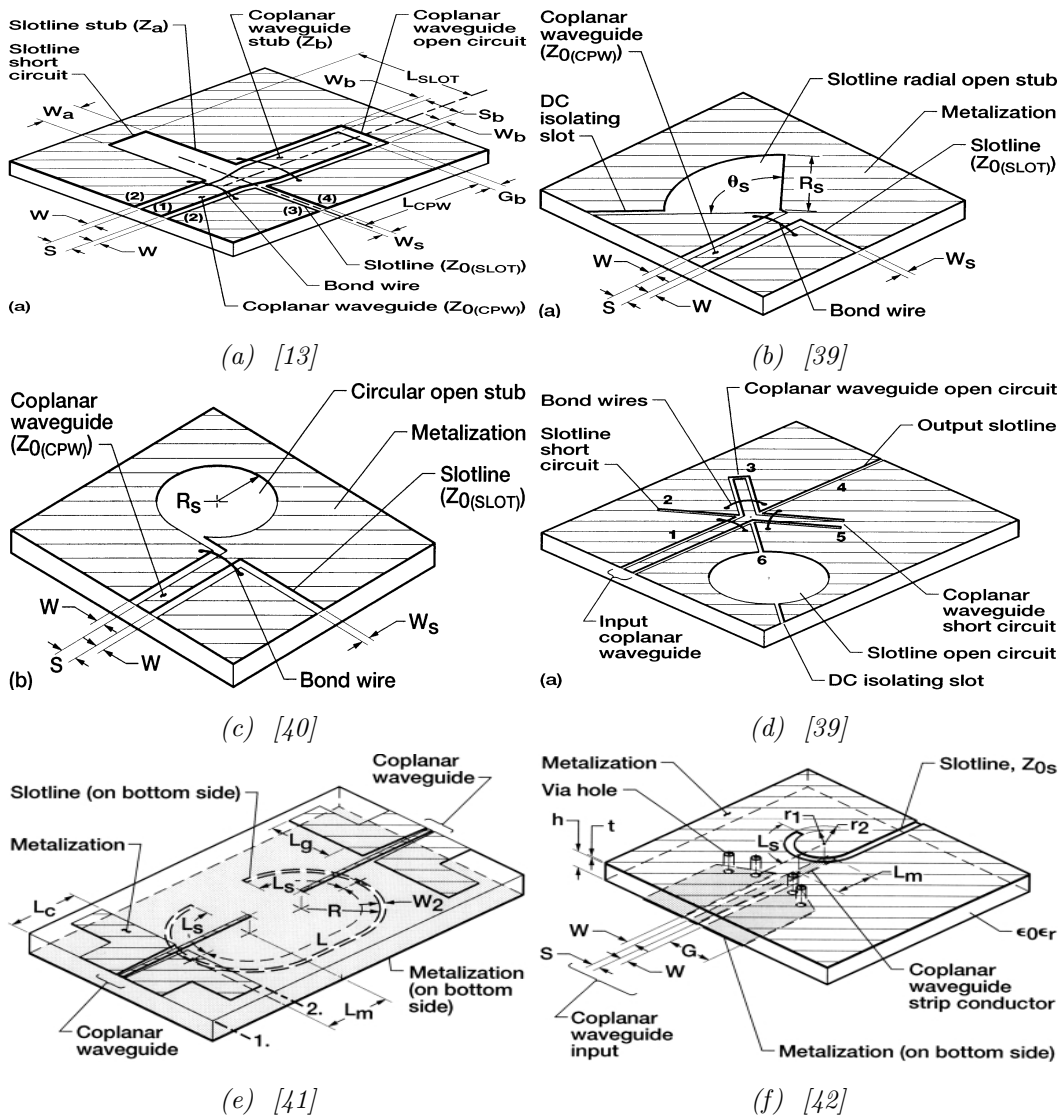 Slotline stub (Za)
Slotline
short
circuit
Coplanar
waveguide
stub (Zb)
Coplanar
waveguide
open circuit
LSLOT
Wb
Sb
Wb
Wa
Gb
LCPW
Ws
(2)
(1)
(2)
(3)
(4)
W
S
W
Slotline (Z0(SLOT))
Bond wire
Coplanar waveguide (Z0(CPW))
(a)
(a) [13]
Coplanar
waveguide
(Z0(CPW))
DC
isolating
slot
Slotline radial open stub
Metalization
Slotline
(Z0(SLOT))
θs
Rs
W
S
W
Ws
Bond wire
(a)
(b) [39]
Coplanar
waveguide
(Z0(CPW))
Circular open stub
Metalization
Slotline
(Z0(SLOT))
Rs
W
S
W
Ws
Bond wire
(b)
(c) [40]
Coplanar waveguide open circuit
Bond wires
Slotline
short
circuit
Output slotline
1
2
3
4
5
6
Input
coplanar
waveguide
Coplanar
waveguide
short circuit
Slotline open circuit
DC isolating slot
(a)
(d) [39]
Coplanar
waveguide
Slotline (on bottom side)
Metalization
Lg
Ls
Lc
Ls
R
W2
L
Lm
Metalization
(on bottom
side)
2.
1.
Coplanar
waveguide
(e) [41]
Metalization
Via hole
h
t
r1
r2
Ls
Slotline, Z0s
Lm
ϵ0ϵr
W
S
G
W
Coplanar
waveguide
strip conductor
Coplanar
waveguide
input
Metalization (on bottom side)
(f) [42]